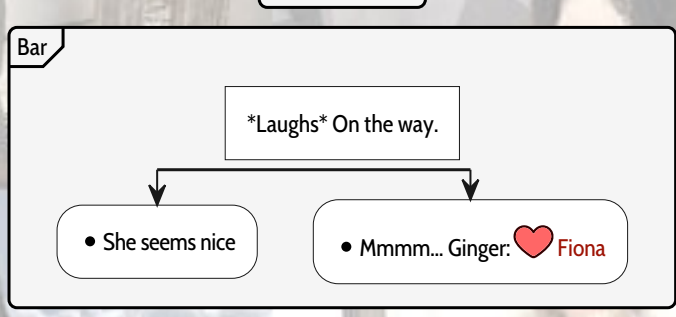 Bar
*Laughs* On the way.
• She seems nice
• Mmmm... Ginger: Fiona